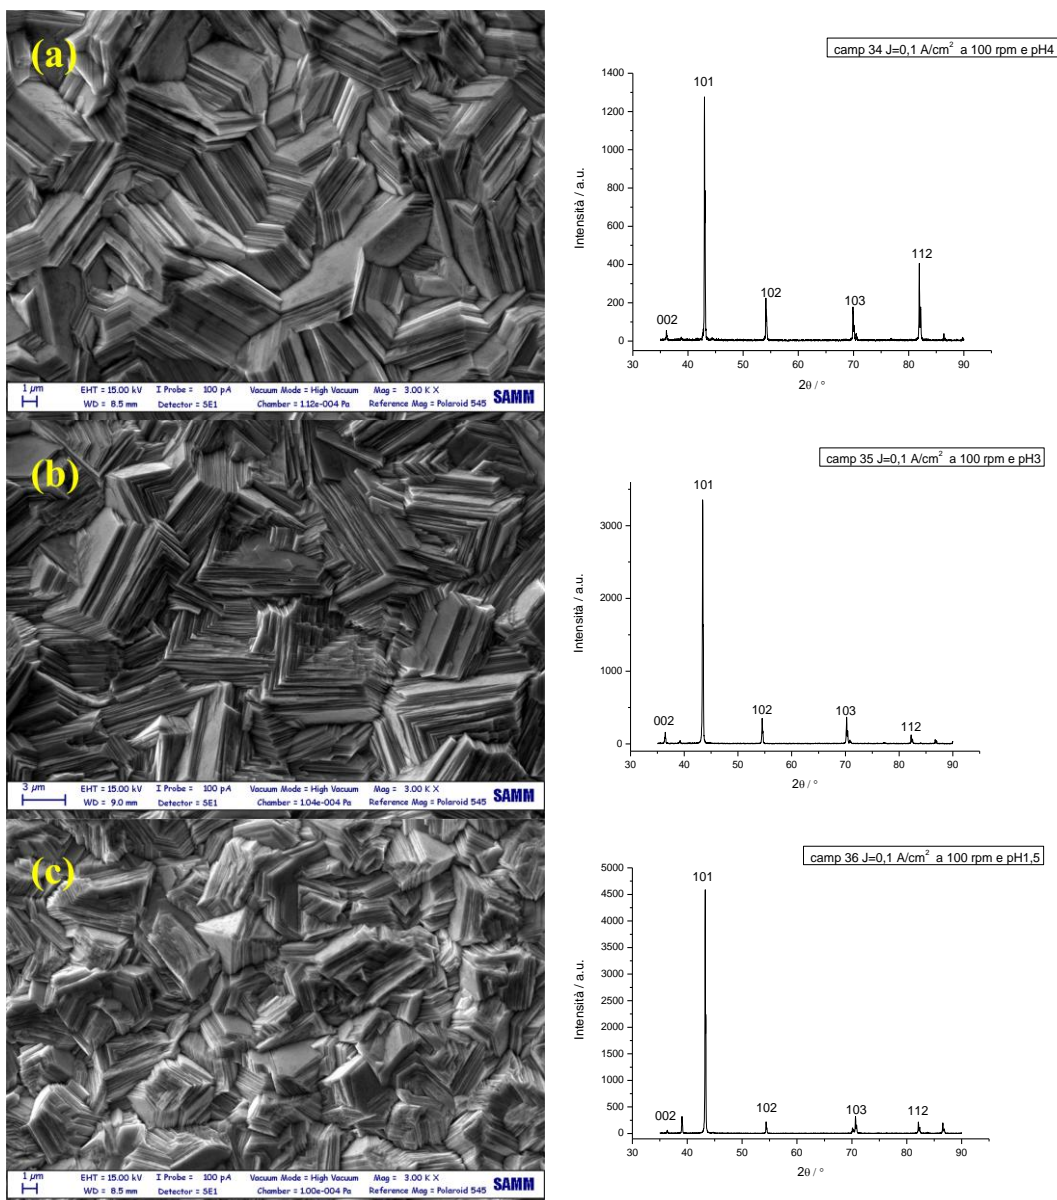 (a)
1 µm
EHT = 15.00 kV I Probe = 100 pA Vacuum Mode = High Vacuum Mag = 3.00 K X SAMM
WD = 8.5 mm Detector = SE1 Chamber = 1.12e-004 Pa Reference Mag = Polaroid 545
camp 34 J=0,1 A/cm² a 100 rpm e pH4
Intensità / a.u.
1400
1200
1000
800
600
400
200
0
101
112
102
103
002
30 40 50 60 70 80 90
2θ / °
(b)
3 µm
EHT = 15.00 kV I Probe = 100 pA Vacuum Mode = High Vacuum Mag = 3.00 K X SAMM
WD = 9.0 mm Detector = SE1 Chamber = 1.04e-004 Pa Reference Mag = Polaroid 545
camp 35 J=0,1 A/cm² a 100 rpm e pH3
Intensità / a.u.
3000
2000
1000
0
101
002
102
103
112
30 40 50 60 70 80 90
2θ / °
(c)
1 µm
EHT = 15.00 kV I Probe = 100 pA Vacuum Mode = High Vacuum Mag = 3.00 K X SAMM
WD = 8.5 mm Detector = SE1 Chamber = 1.00e-004 Pa Reference Mag = Polaroid 545
camp 36 J=0,1 A/cm² a 100 rpm e pH1,5
Intensità / a.u.
5000
4500
4000
3500
3000
2500
2000
1500
1000
500
0
101
002
102
103
112
30 40 50 60 70 80 90
2θ / °